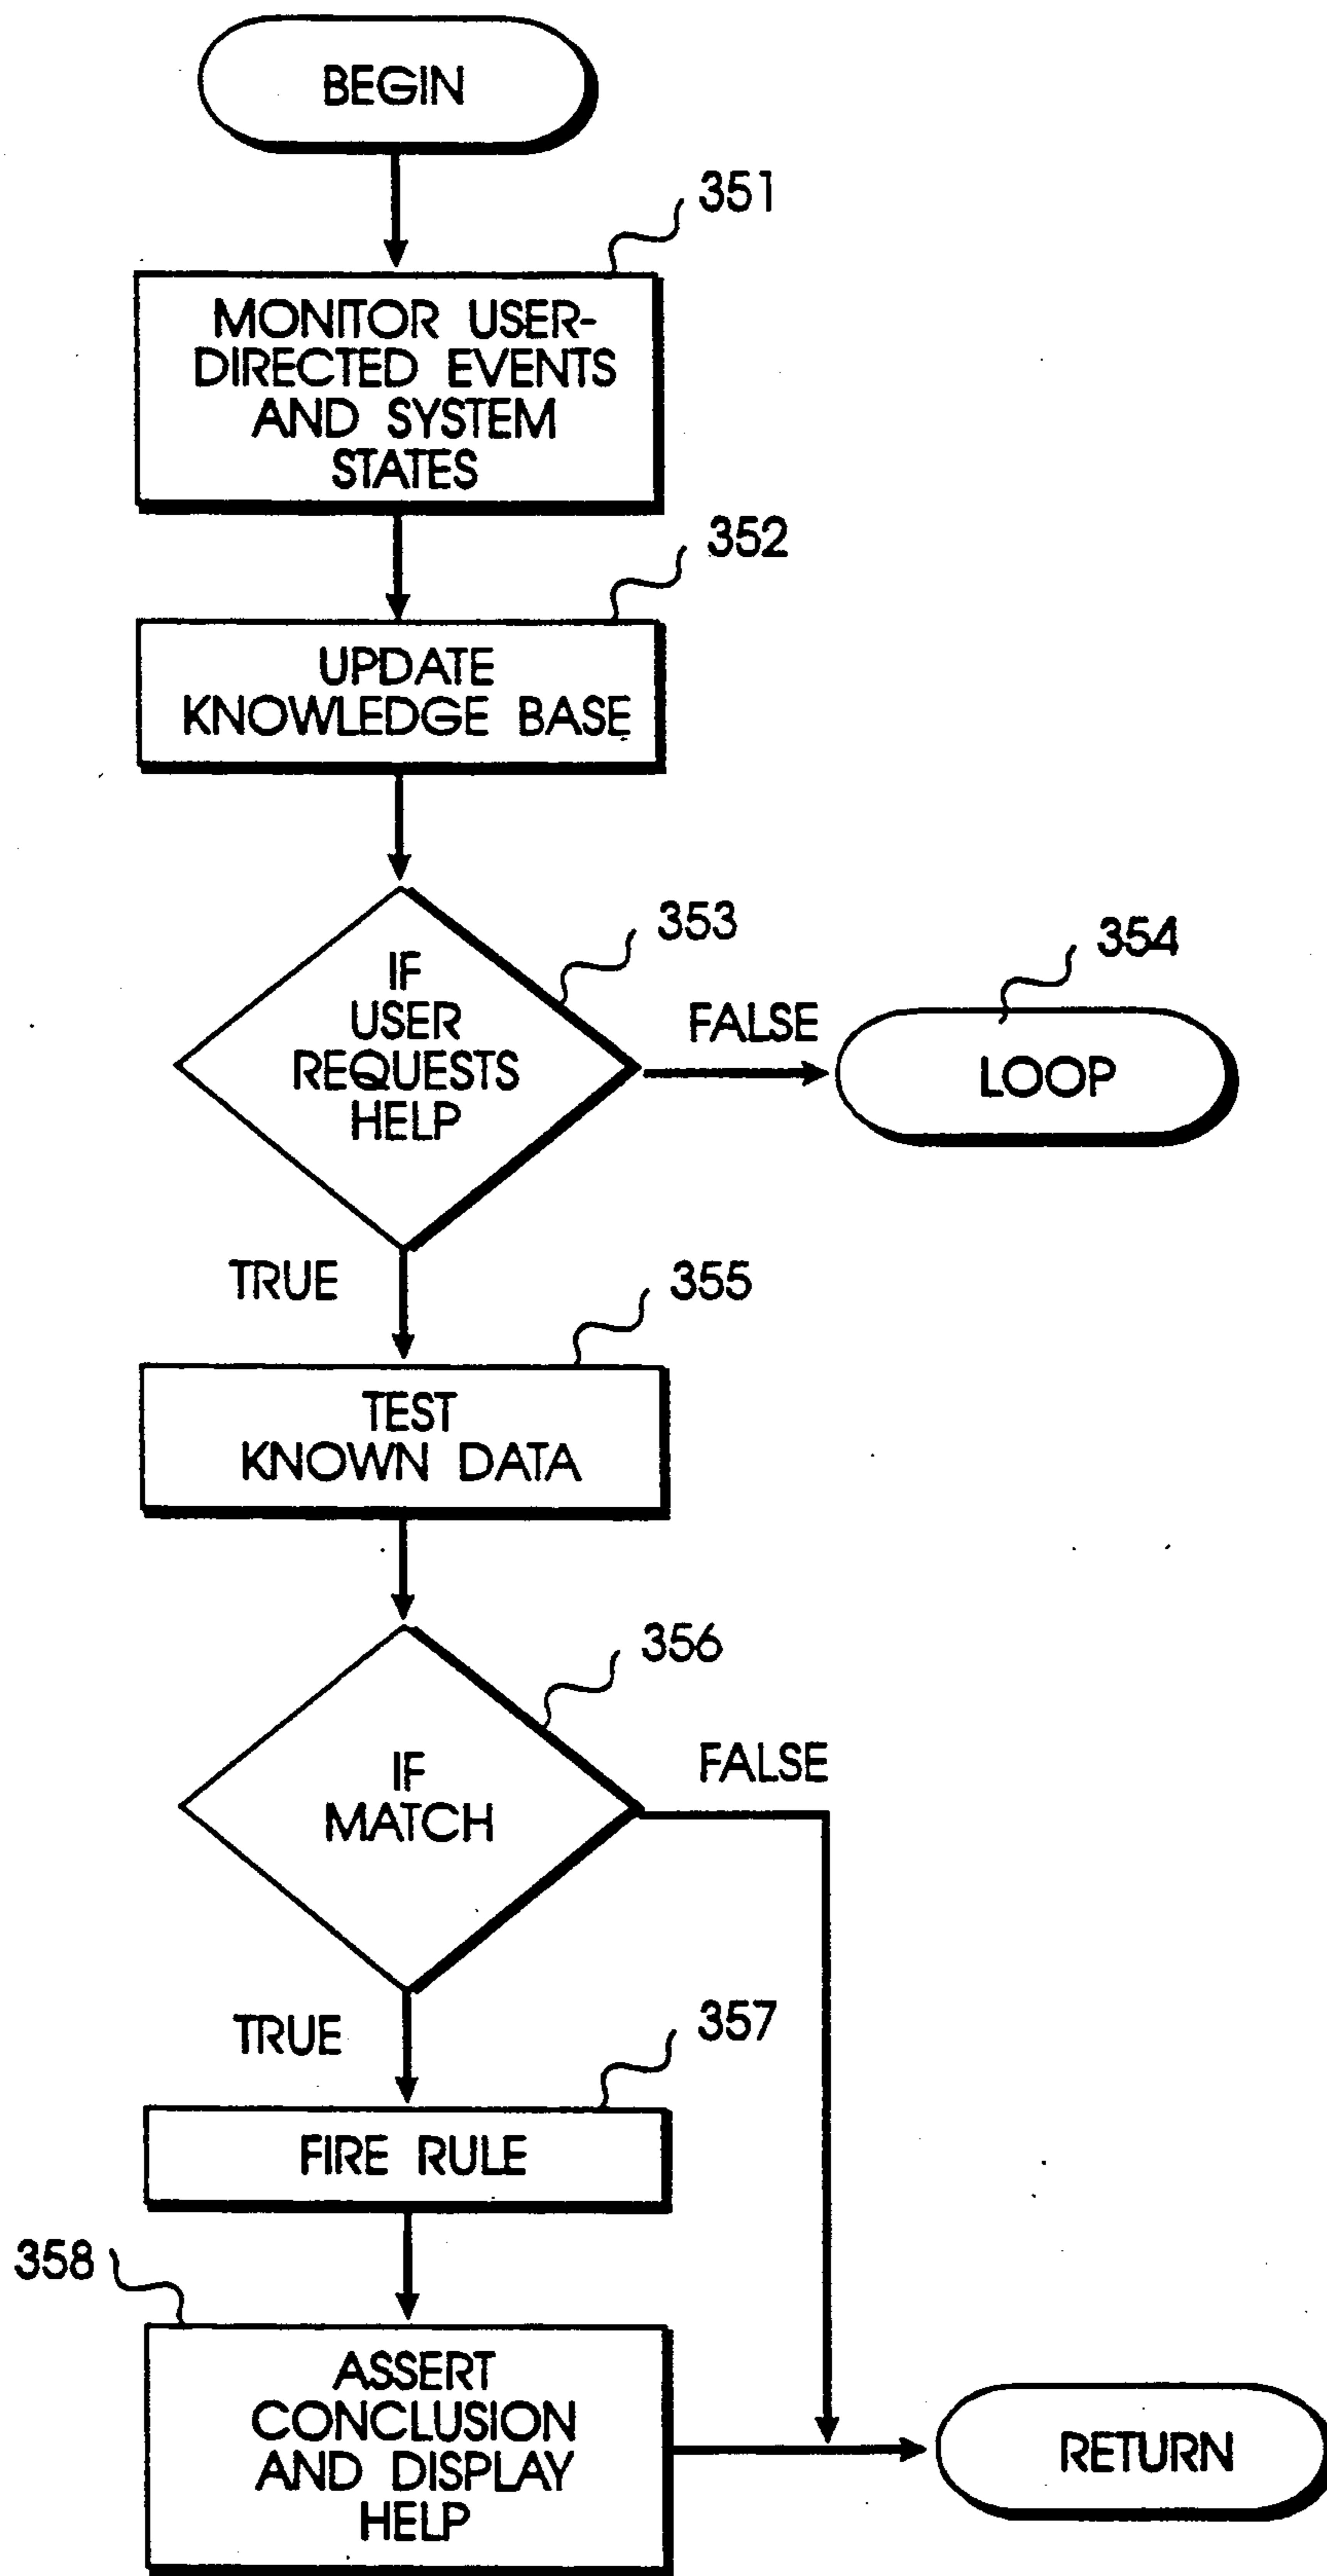 BEGIN
351
MONITOR USER-
DIRECTED EVENTS
AND SYSTEM
STATES
352
UPDATE
KNOWLEDGE BASE
353
IF
USER
REQUESTS
HELP
FALSE
354
LOOP
TRUE
355
TEST
KNOWN DATA
356
IF
MATCH
FALSE
TRUE
357
FIRE RULE
358
ASSERT
CONCLUSION
AND DISPLAY
HELP
RETURN